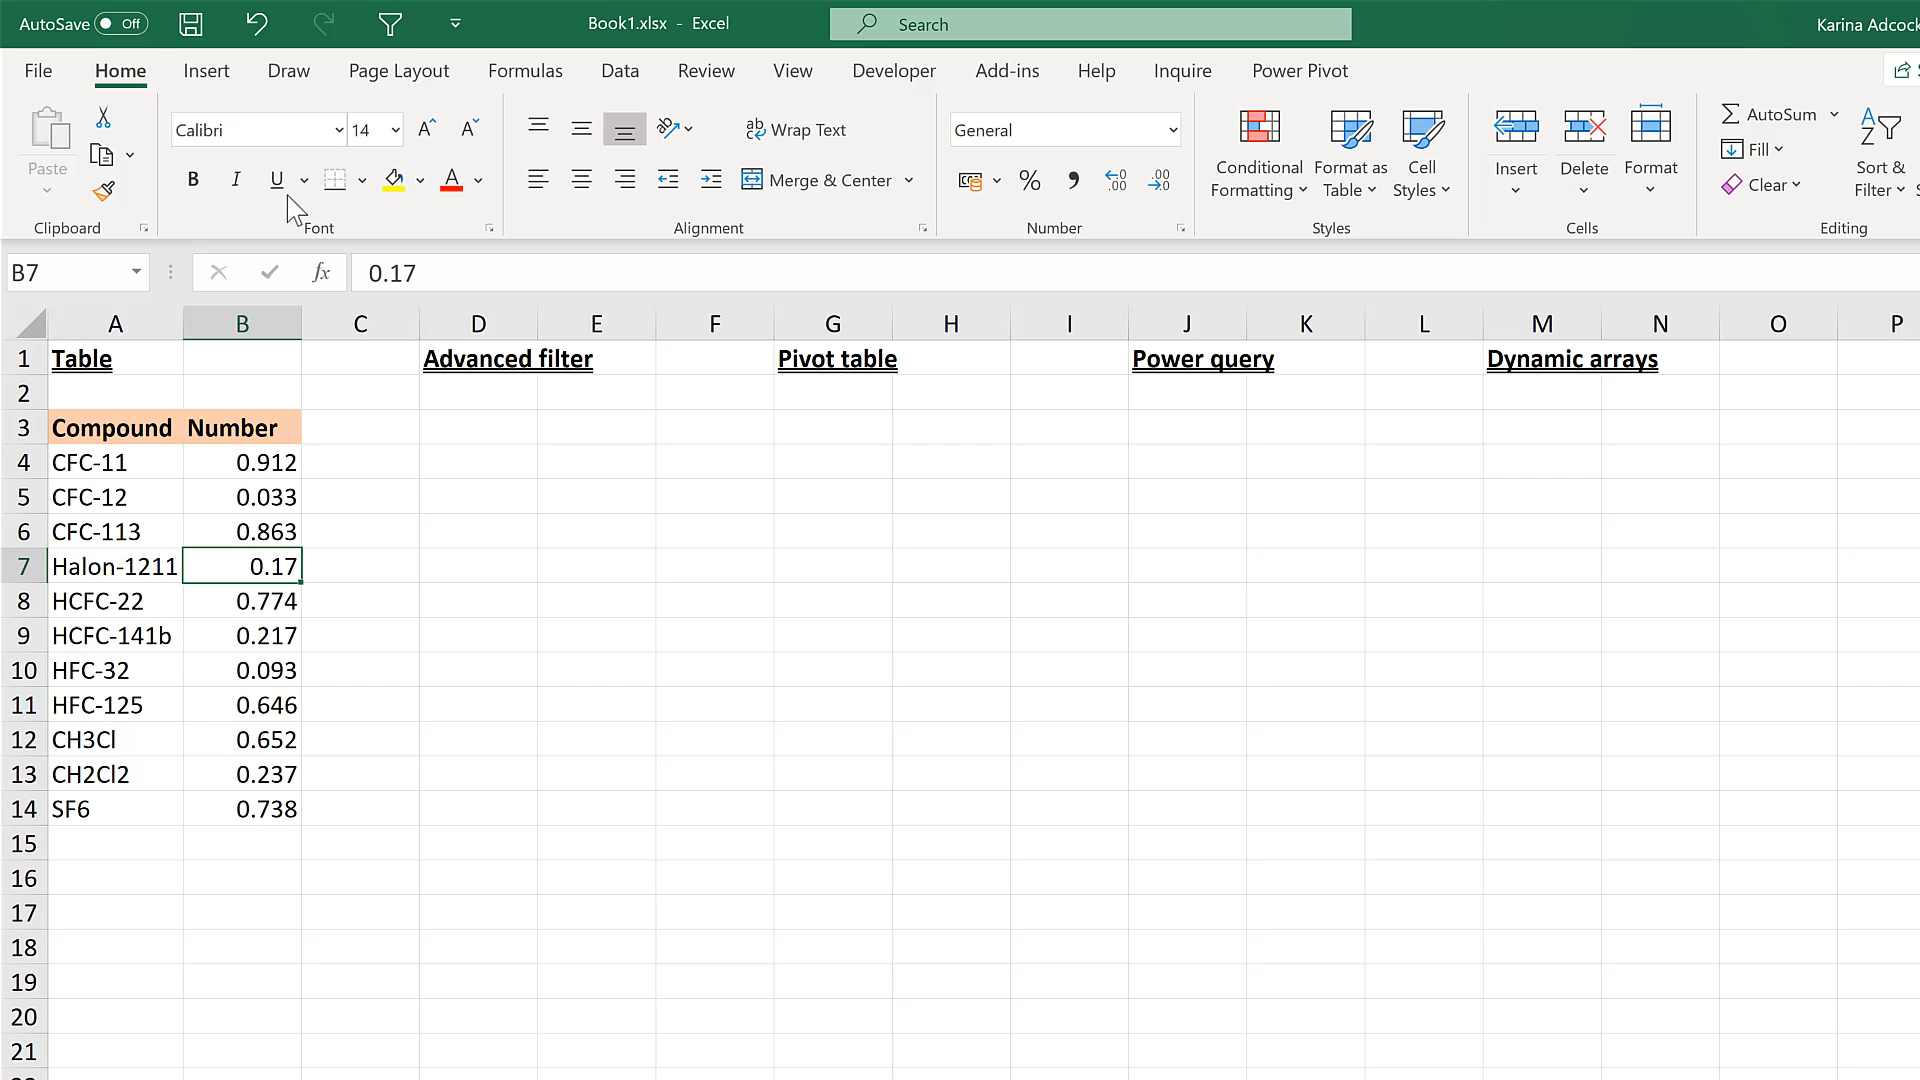 AutoSave Off Book1.xlsx - Excel Search Karina Adcock
File Home Insert Draw Page Layout Formulas Data Review View Developer Add-ins Help Inquire Power Pivot
Paste
Calibri 14 A A ab Wrap Text General
B I U A Merge & Center % , .00 .00
Conditional Formatting
Format as Table
Cell Styles
Insert Delete Format
AutoSum
Fill
Clear
Sort & Filter
Clipboard Font Alignment Number Styles Cells Editing
B7 fx 0.17
A B C D E F G H I J K L M N O P
1 Table Advanced filter Pivot table Power query Dynamic arrays
2
3 Compound Number
4 CFC-11 0.912
5 CFC-12 0.033
6 CFC-113 0.863
7 Halon-1211 0.17
8 HCFC-22 0.774
9 HCFC-141b 0.217
10 HFC-32 0.093
11 HFC-125 0.646
12 CH3Cl 0.652
13 CH2Cl2 0.237
14 SF6 0.738
15
16
17
18
19
20
21